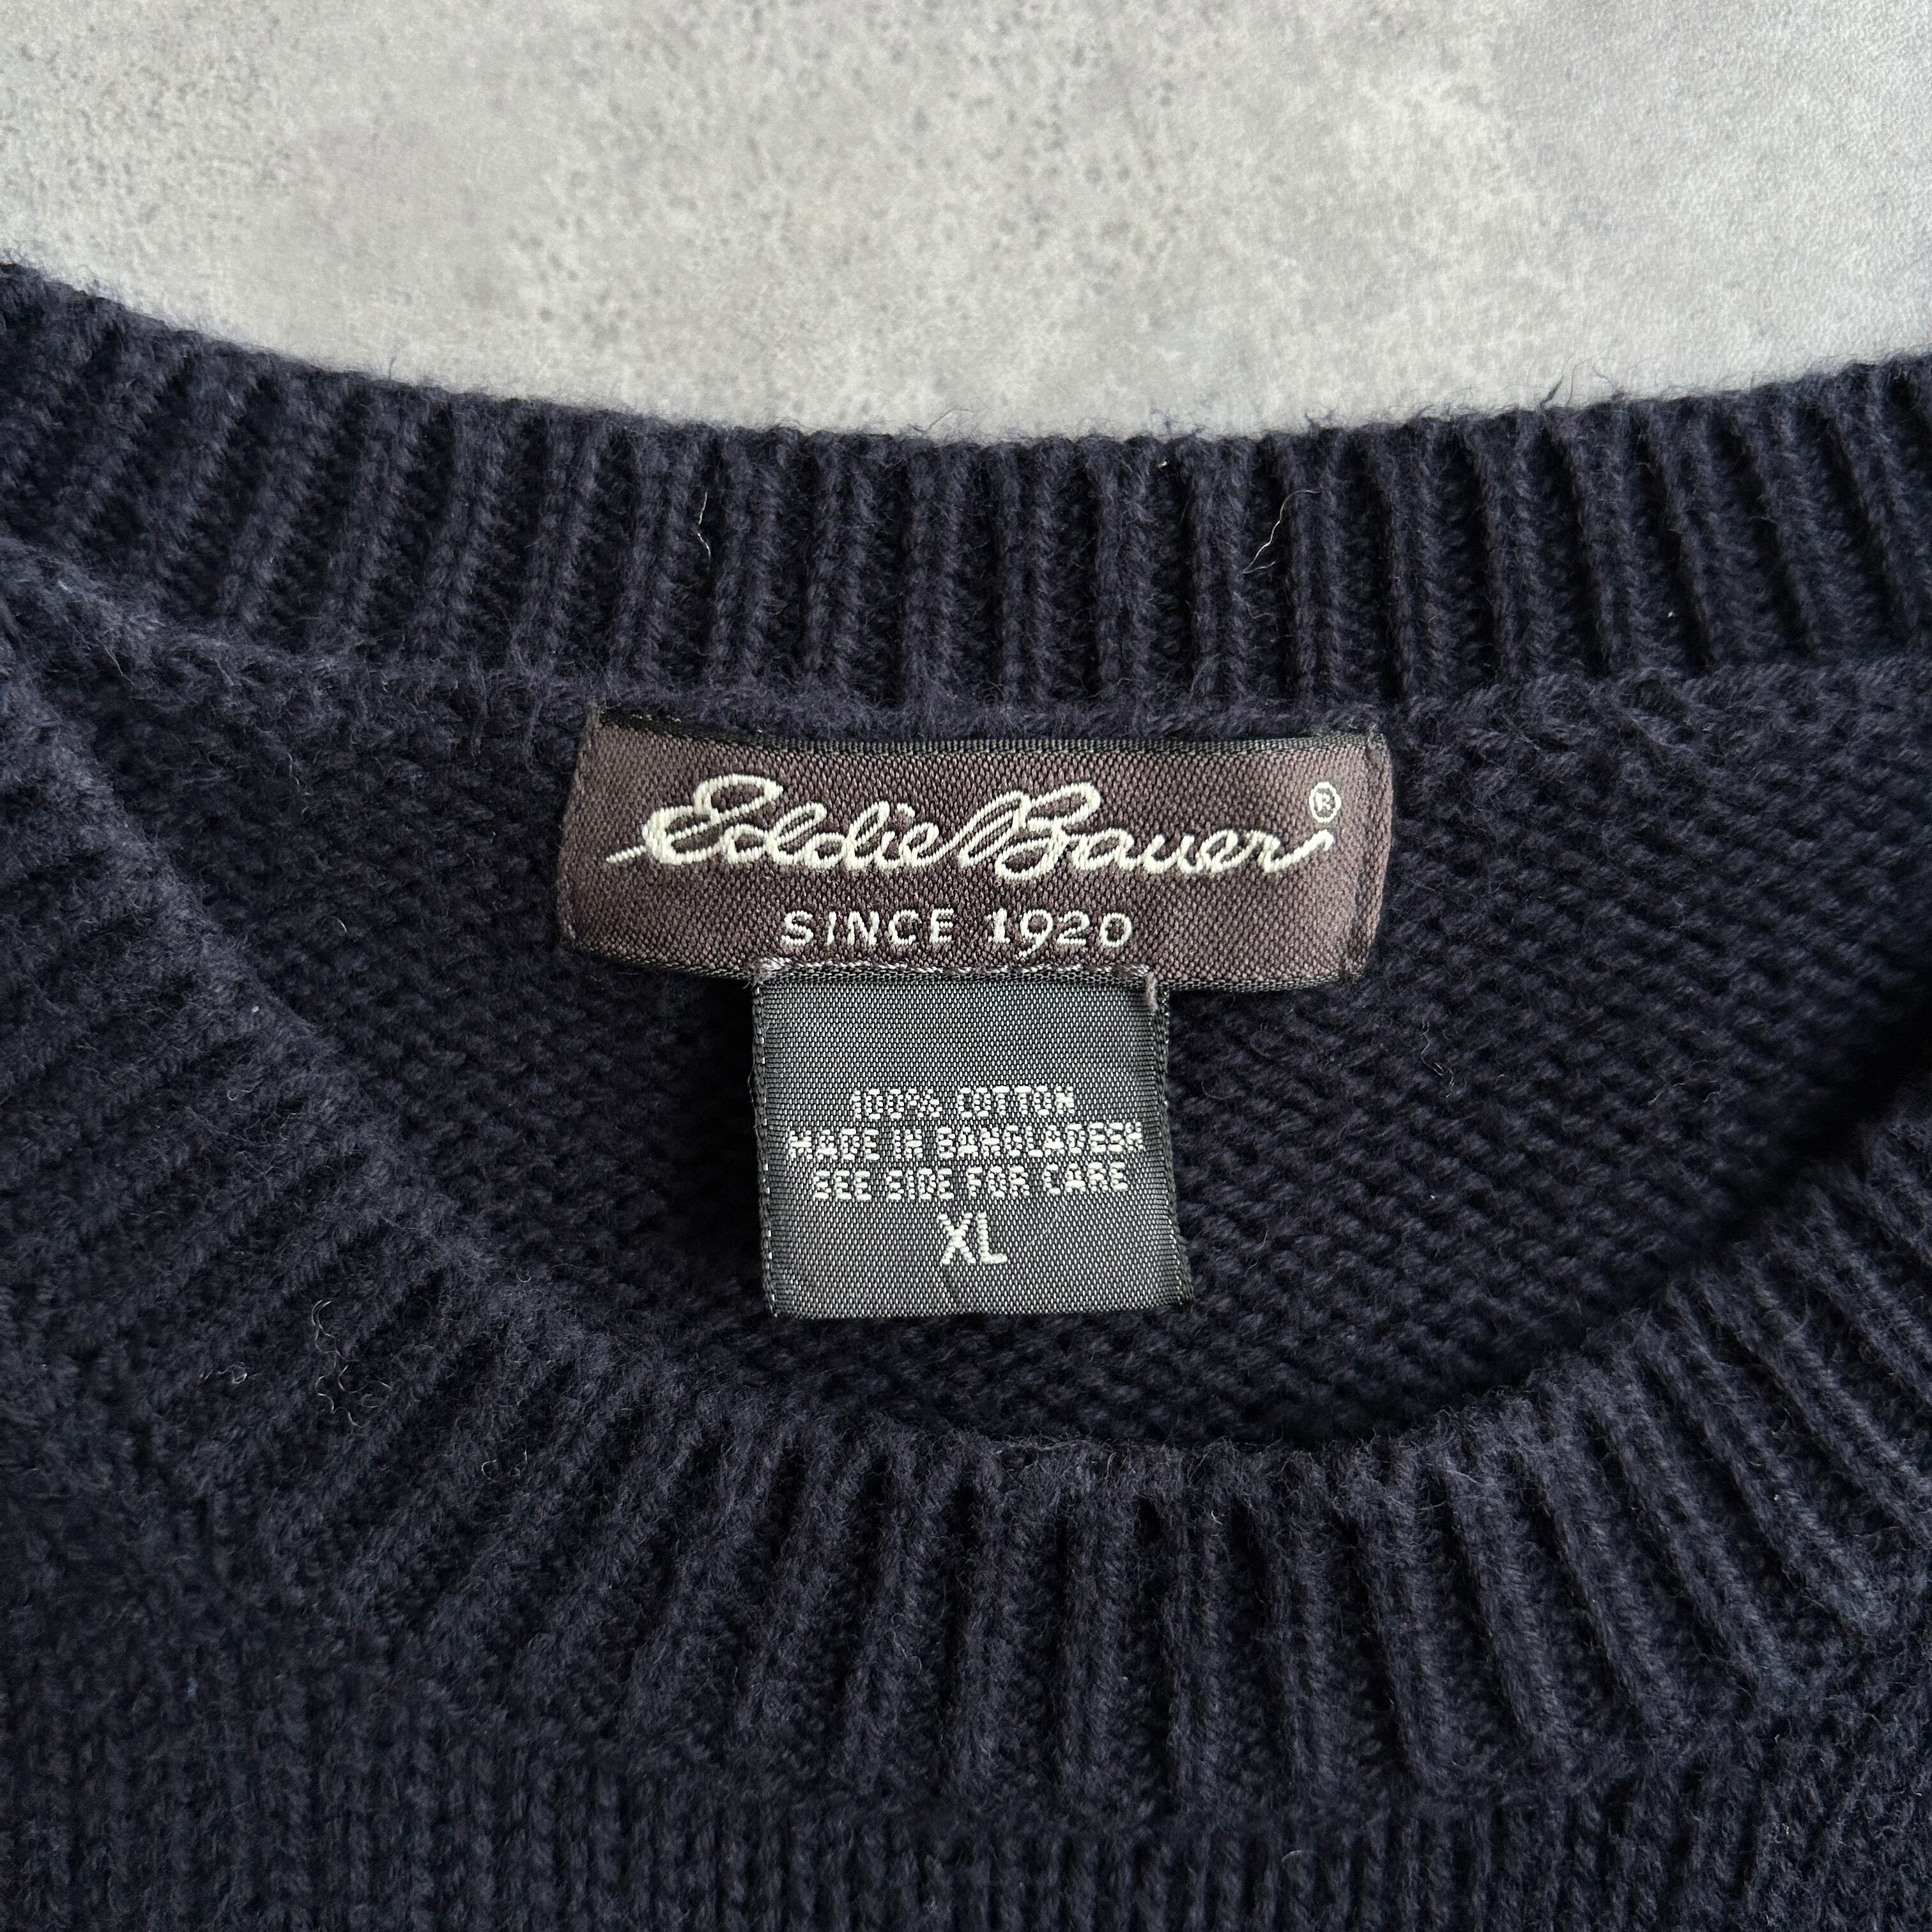 Eddie Bauer®
SINCE 1920
100% COTTON
MADE IN BANGLADESH
SEE SIDE FOR CARE
XL